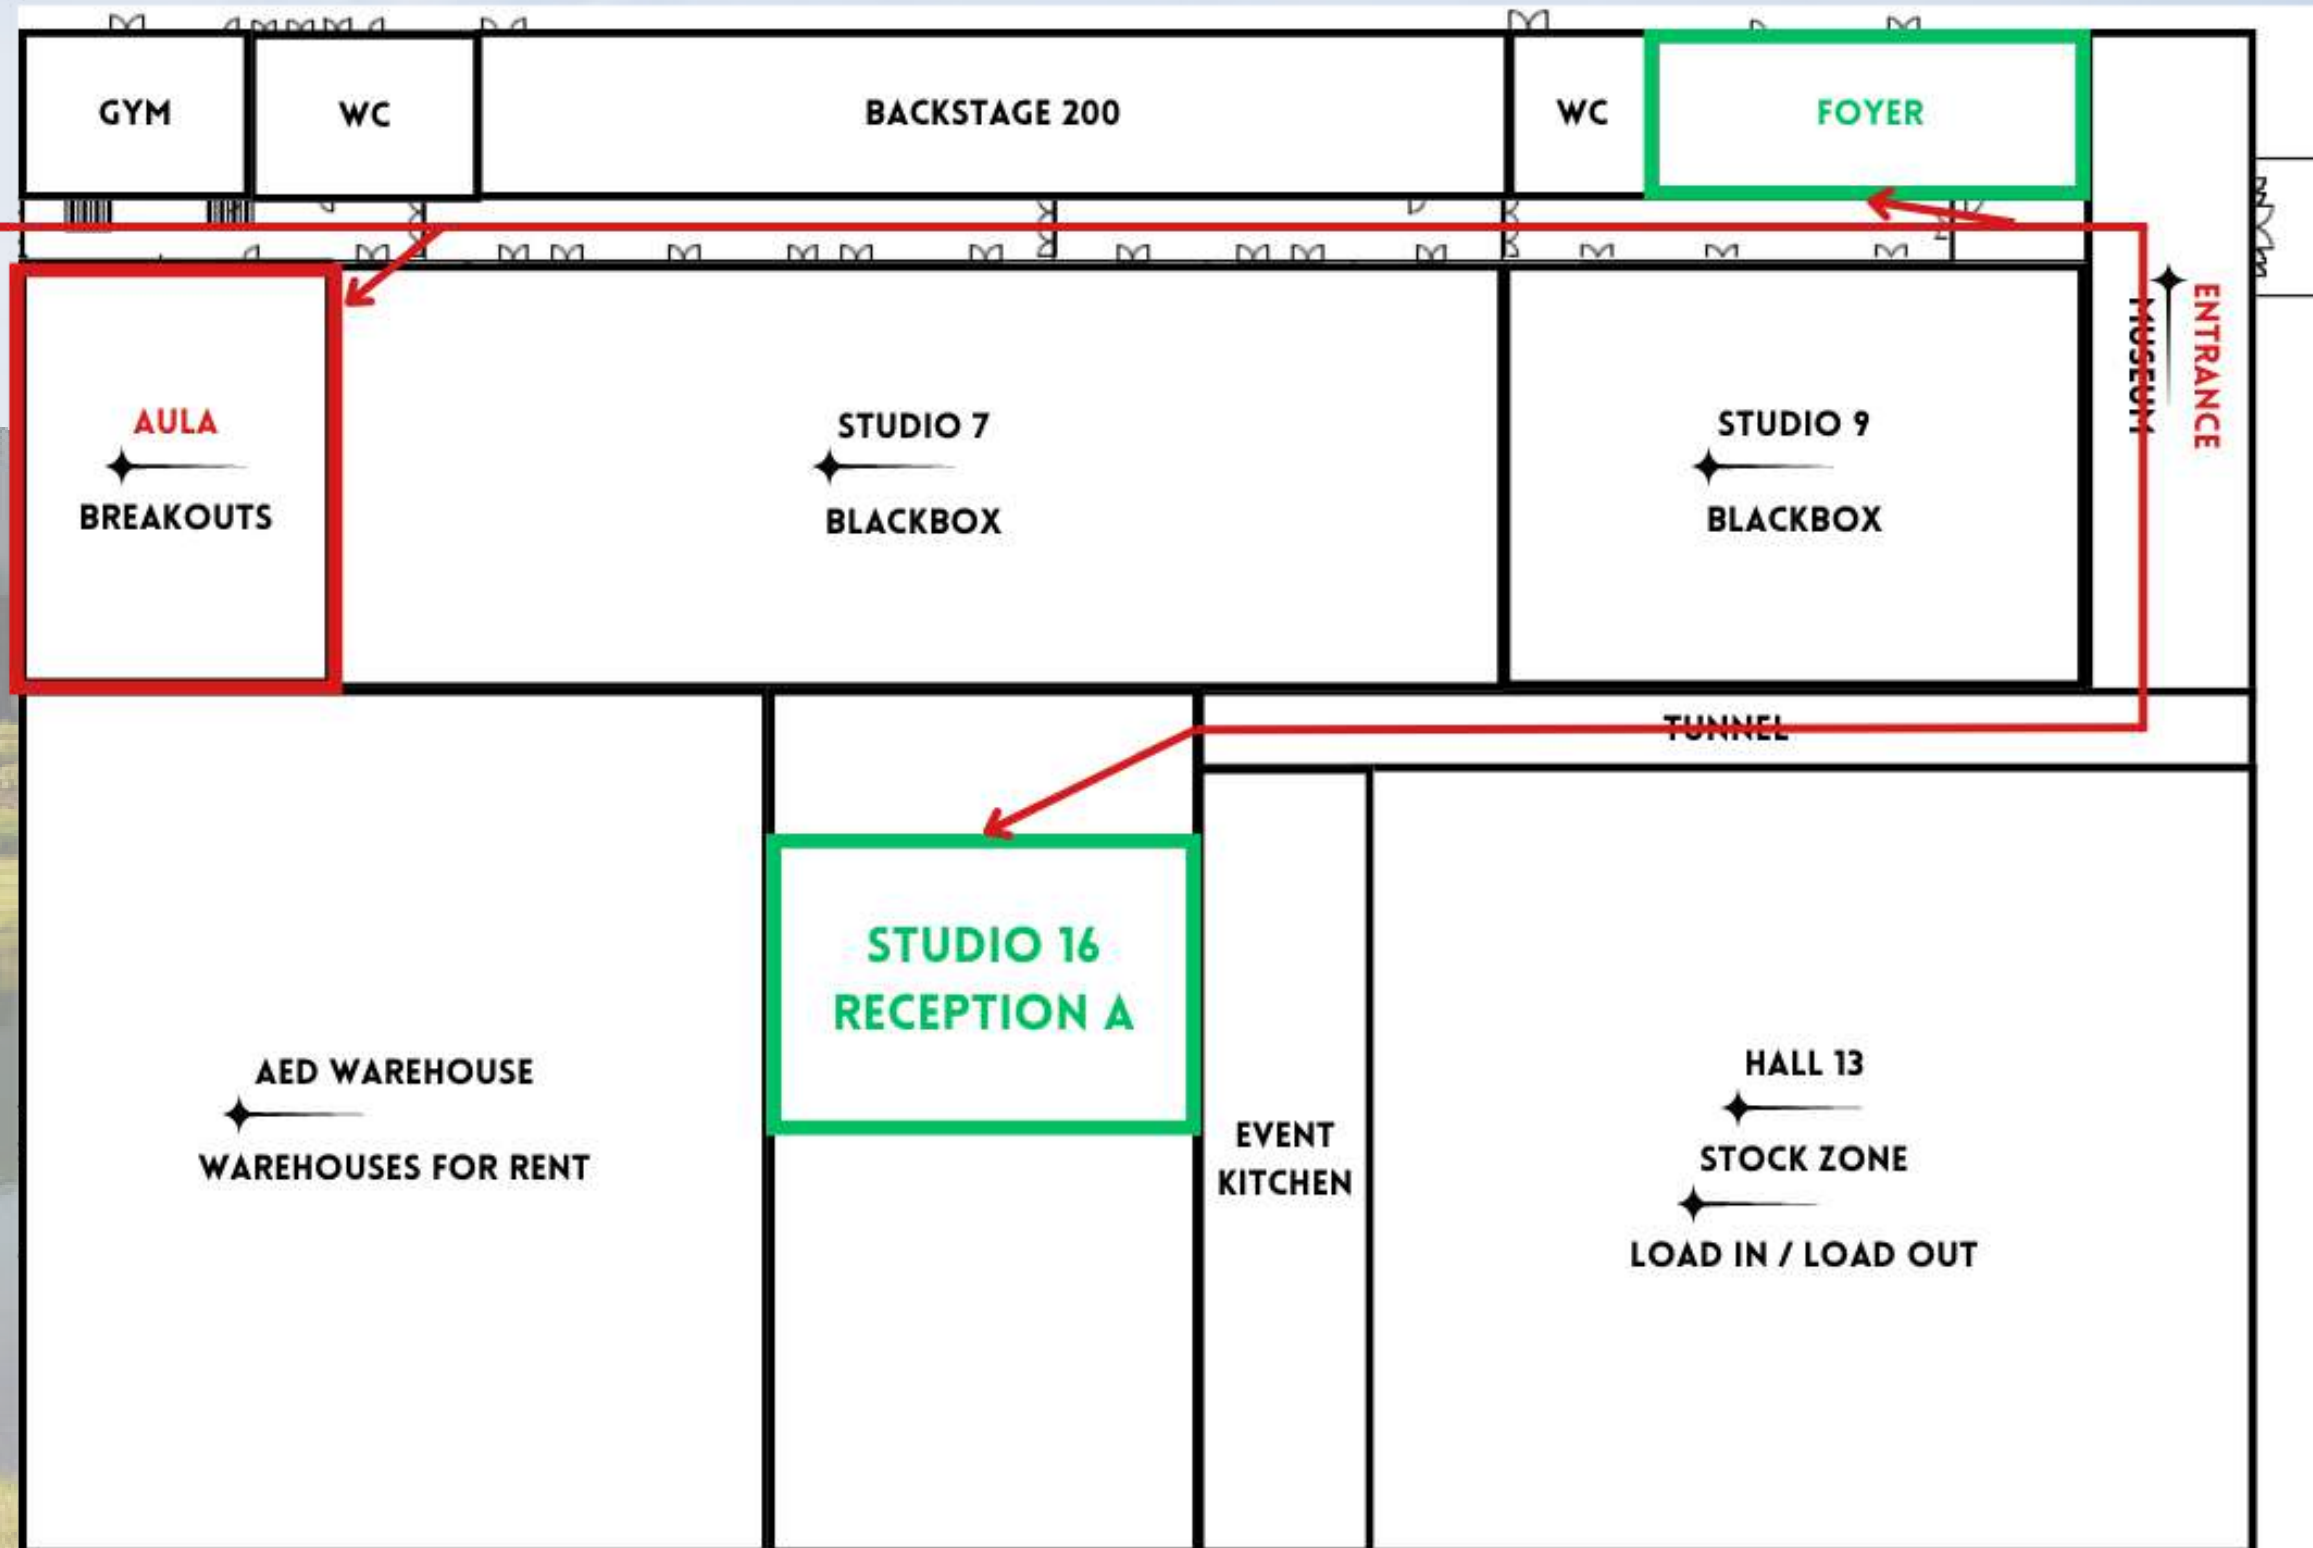 GYM
WC
BACKSTAGE 200
WC
FOYER
MUSEUM
ENTRANCE
AULA
BREAKOUTS
STUDIO 7
BLACKBOX
STUDIO 9
BLACKBOX
TUNNEL
STUDIO 16
RECEPTION A
AED WAREHOUSE
WAREHOUSES FOR RENT
EVENT
KITCHEN
HALL 13
STOCK ZONE
LOAD IN / LOAD OUT